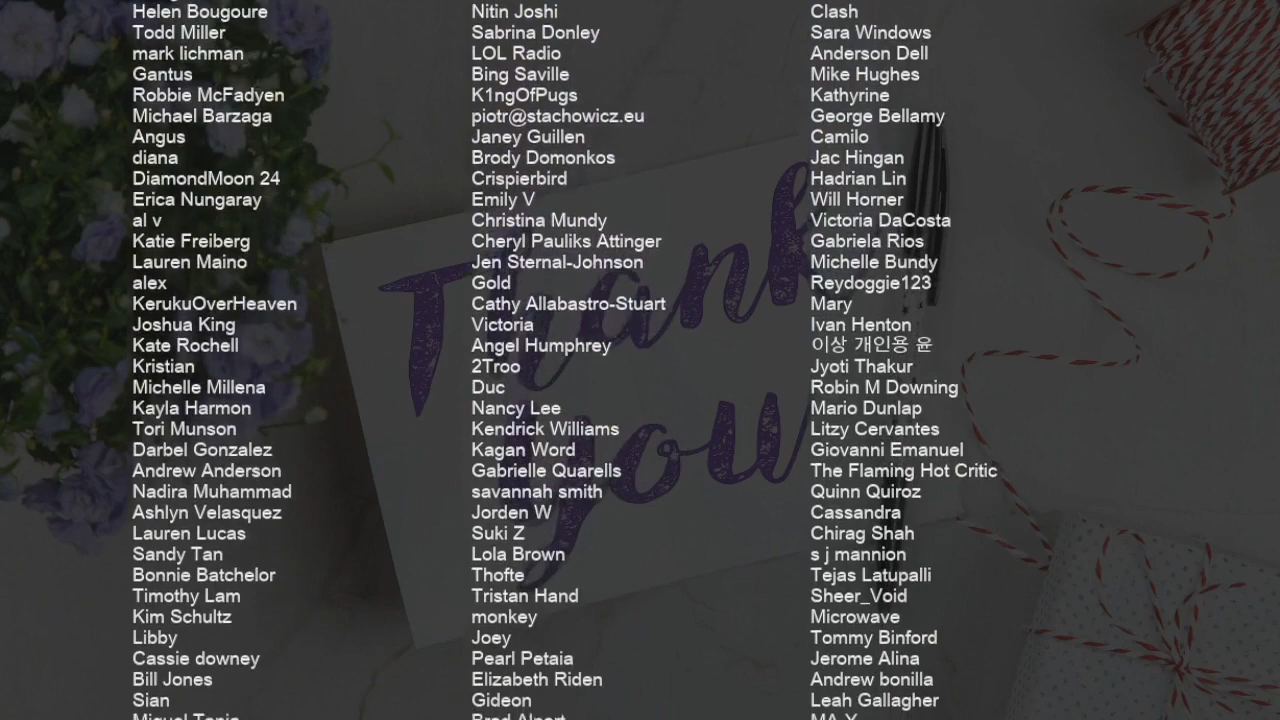 Helen Bougoure
Todd Miller
mark lichman
Gantus
Robbie McFadyen
Michael Barzaga
Angus
diana
DiamondMoon 24
Erica Nungaray
al v
Katie Freiberg
Lauren Maino
alex
KerukuOverHeaven
Joshua King
Kate Rochell
Kristian
Michelle Millena
Kayla Harmon
Tori Munson
Darbel Gonzalez
Andrew Anderson
Nadira Muhammad
Ashlyn Velasquez
Lauren Lucas
Sandy Tan
Bonnie Batchelor
Timothy Lam
Kim Schultz
Libby
Cassie downey
Bill Jones
Sian
Nitin Joshi
Sabrina Donley
LOL Radio
Bing Saville
K1ngOfPugs
piotr@stachowicz.eu
Janey Guillen
Brody Domonkos
Crispierbird
Emily V
Christina Mundy
Cheryl Pauliks Attinger
Jen Sternal-Johnson
Gold
Cathy Allabastro-Stuart
Victoria
Angel Humphrey
2Troo
Duc
Nancy Lee
Kendrick Williams
Kagan Word
Gabrielle Quarells
savannah smith
Jorden W
Suki Z
Lola Brown
Thofte
Tristan Hand
monkey
Joey
Pearl Petaia
Elizabeth Riden
Gideon
Clash
Sara Windows
Anderson Dell
Mike Hughes
Kathyrine
George Bellamy
Camilo
Jac Hingan
Hadrian Lin
Will Horner
Victoria DaCosta
Gabriela Rios
Michelle Bundy
Reydoggie123
Mary
Ivan Henton
이상 개인용 윤
Jyoti Thakur
Robin M Downing
Mario Dunlap
Litzy Cervantes
Giovanni Emanuel
The Flaming Hot Critic
Quinn Quiroz
Cassandra
Chirag Shah
s j mannion
Tejas Latupalli
Sheer_Void
Microwave
Tommy Binford
Jerome Alina
Andrew bonilla
Leah Gallagher
Thank
you